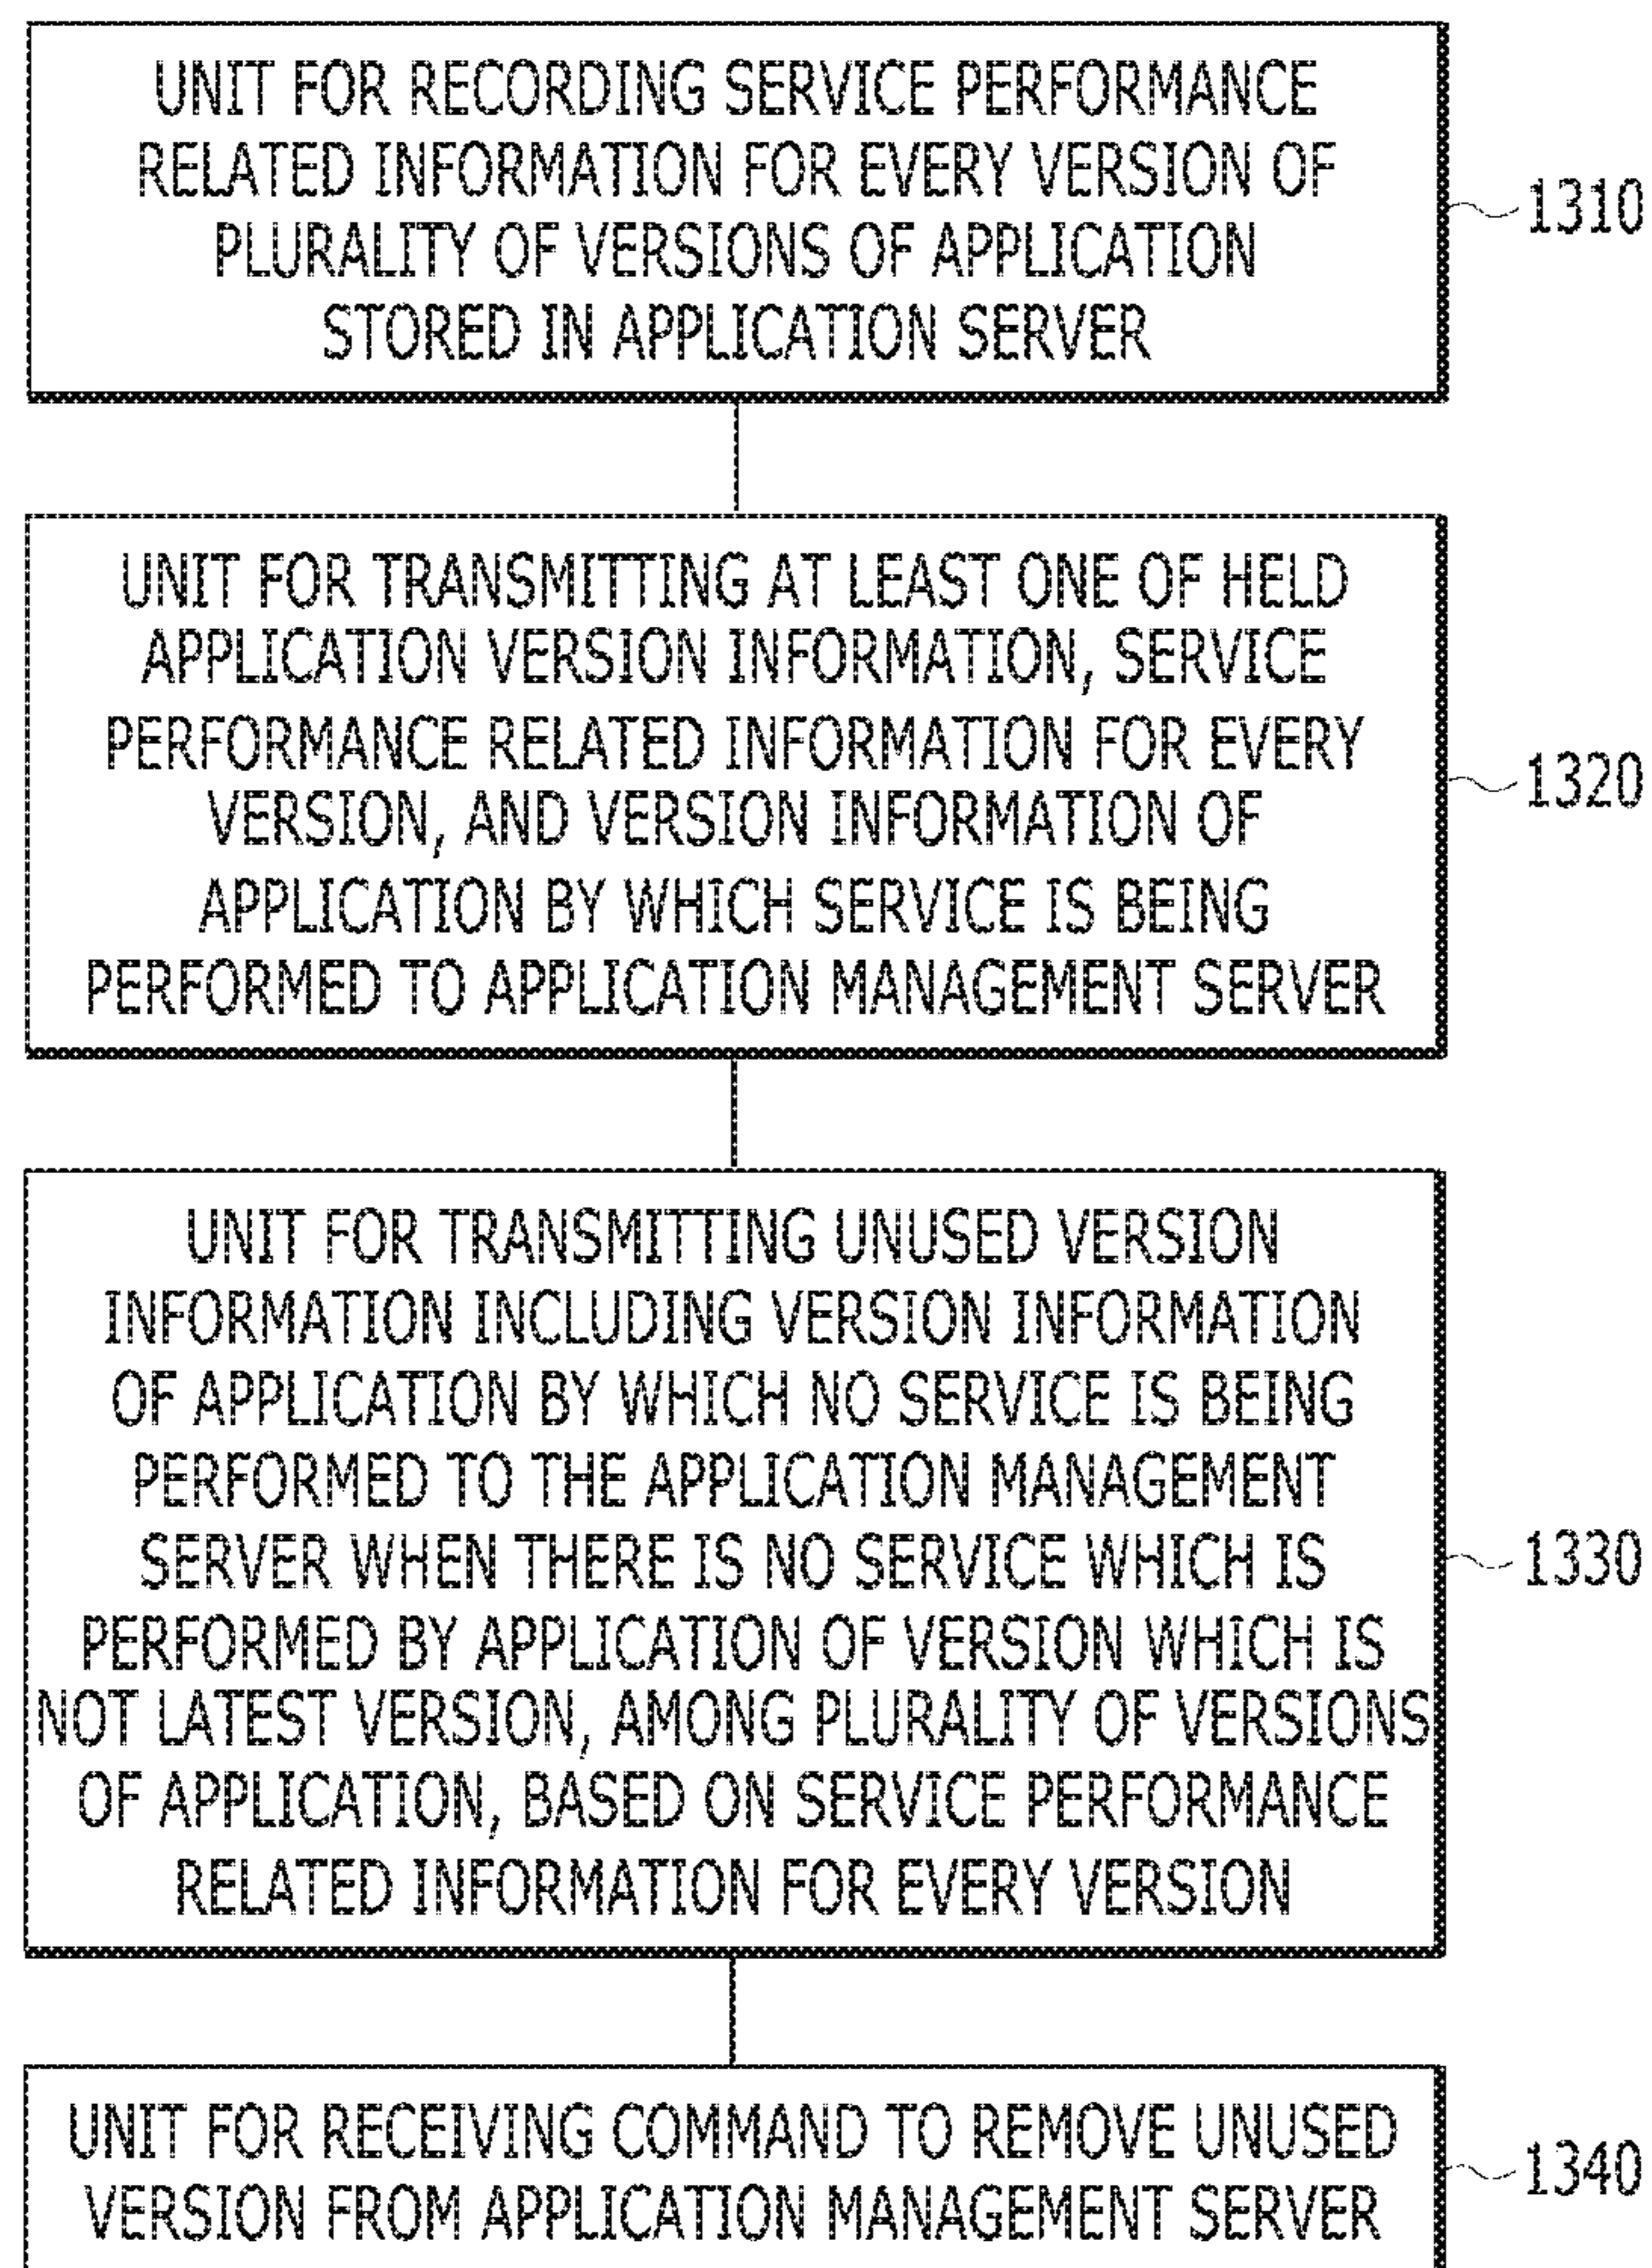 UNIT FOR RECORDING SERVICE PERFORMANCE
RELATED INFORMATION FOR EVERY VERSION OF
PLURALITY OF VERSIONS OF APPLICATION
STORED IN APPLICATION SERVER
1310
UNIT FOR TRANSMITTING AT LEAST ONE OF HELD
APPLICATION VERSION INFORMATION, SERVICE
PERFORMANCE RELATED INFORMATION FOR EVERY
VERSION, AND VERSION INFORMATION OF
APPLICATION BY WHICH SERVICE IS BEING
PERFORMED TO APPLICATION MANAGEMENT SERVER
1320
UNIT FOR TRANSMITTING UNUSED VERSION
INFORMATION INCLUDING VERSION INFORMATION
OF APPLICATION BY WHICH NO SERVICE IS BEING
PERFORMED TO THE APPLICATION MANAGEMENT
SERVER WHEN THERE IS NO SERVICE WHICH IS
PERFORMED BY APPLICATION OF VERSION WHICH IS
NOT LATEST VERSION, AMONG PLURALITY OF VERSIONS
OF APPLICATION, BASED ON SERVICE PERFORMANCE
RELATED INFORMATION FOR EVERY VERSION
1330
UNIT FOR RECEIVING COMMAND TO REMOVE UNUSED
VERSION FROM APPLICATION MANAGEMENT SERVER
1340